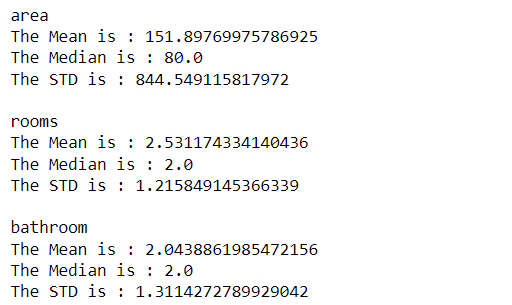 area
The Mean is : 151.89769975786925
The Median is : 80.0
The STD is : 844.549115817972
rooms
The Mean is : 2.531174334140436
The Median is : 2.0
The STD is : 1.215849145366339
bathroom
The Mean is : 2.0438861985472156
The Median is : 2.0
The STD is : 1.3114272789929042